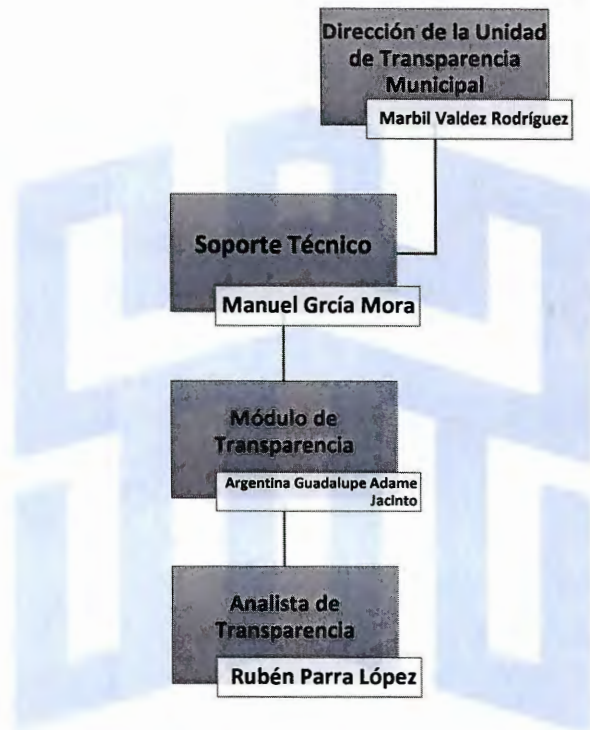 Dirección de la Unidad
de Transparencia
Municipal
Marbil Valdez Rodríguez
Soporte Técnico
Manuel Grcía Mora
Módulo de
Transparencia
Argentina Guadalupe Adame
Jacinto
Analista de
Transparencia
Rubén Parra López